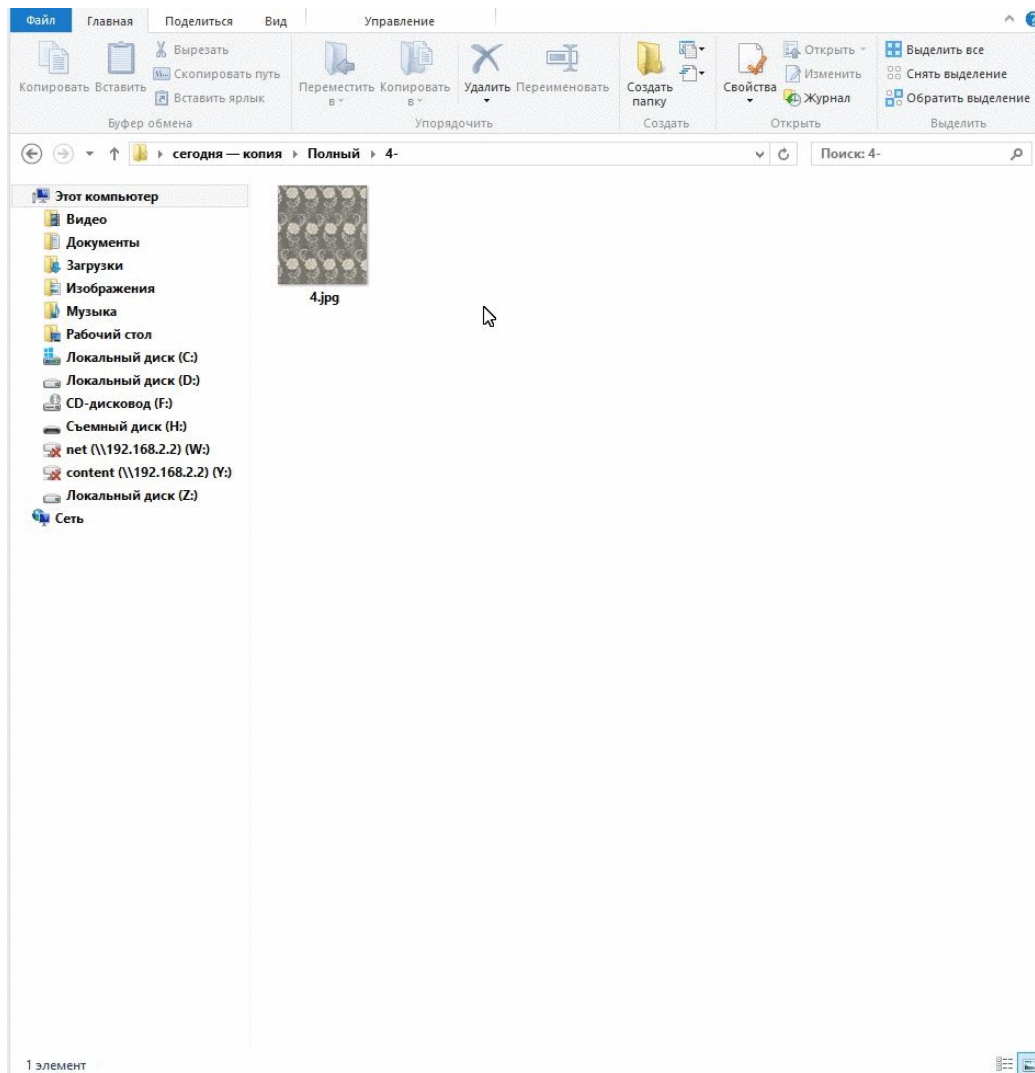 Файл Главная Поделиться Вид Управление
Копировать Вставить Вырезать
Скопировать путь
Вставить ярлык
Буфер обмена
Переместить в Копировать в Удалить Переименовать
Упорядочить
Создать папку
Создать
Свойства Открыть
Изменить
Журнал
Открыть
Выделить все
Снять выделение
Обратить выделение
Выделить
сегодня — копия Полный 4-
Поиск: 4-
Этот компьютер
Видео
Документы
Загрузки
Изображения
Музыка
Рабочий стол
Локальный диск (C:)
Локальный диск (D:)
CD-дисковод (F:)
Съемный диск (H:)
net (\\192.168.2.2) (W:)
content (\\192.168.2.2) (Y:)
Локальный диск (Z:)
Сеть
4.jpg
1 элемент